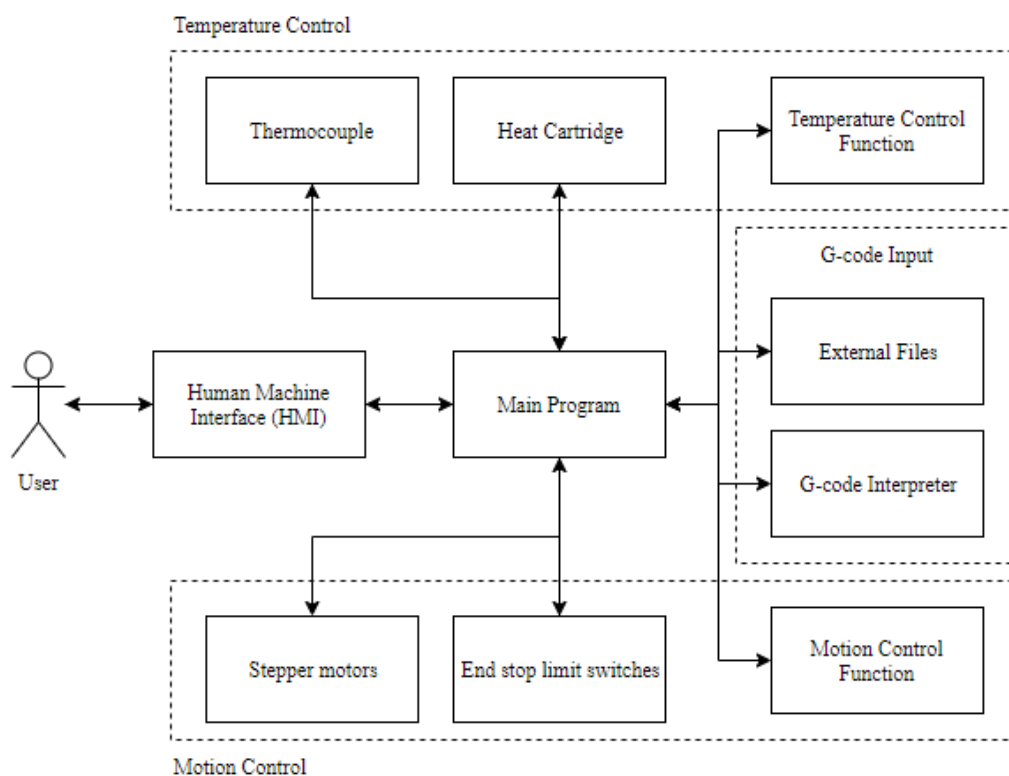 Temperature Control
Thermocouple
Heat Cartridge
Temperature Control
Function
G-code Input
External Files
Human Machine
Interface (HMI)
Main Program
User
G-code Interpreter
Stepper motors
End stop limit switches
Motion Control
Function
Motion Control